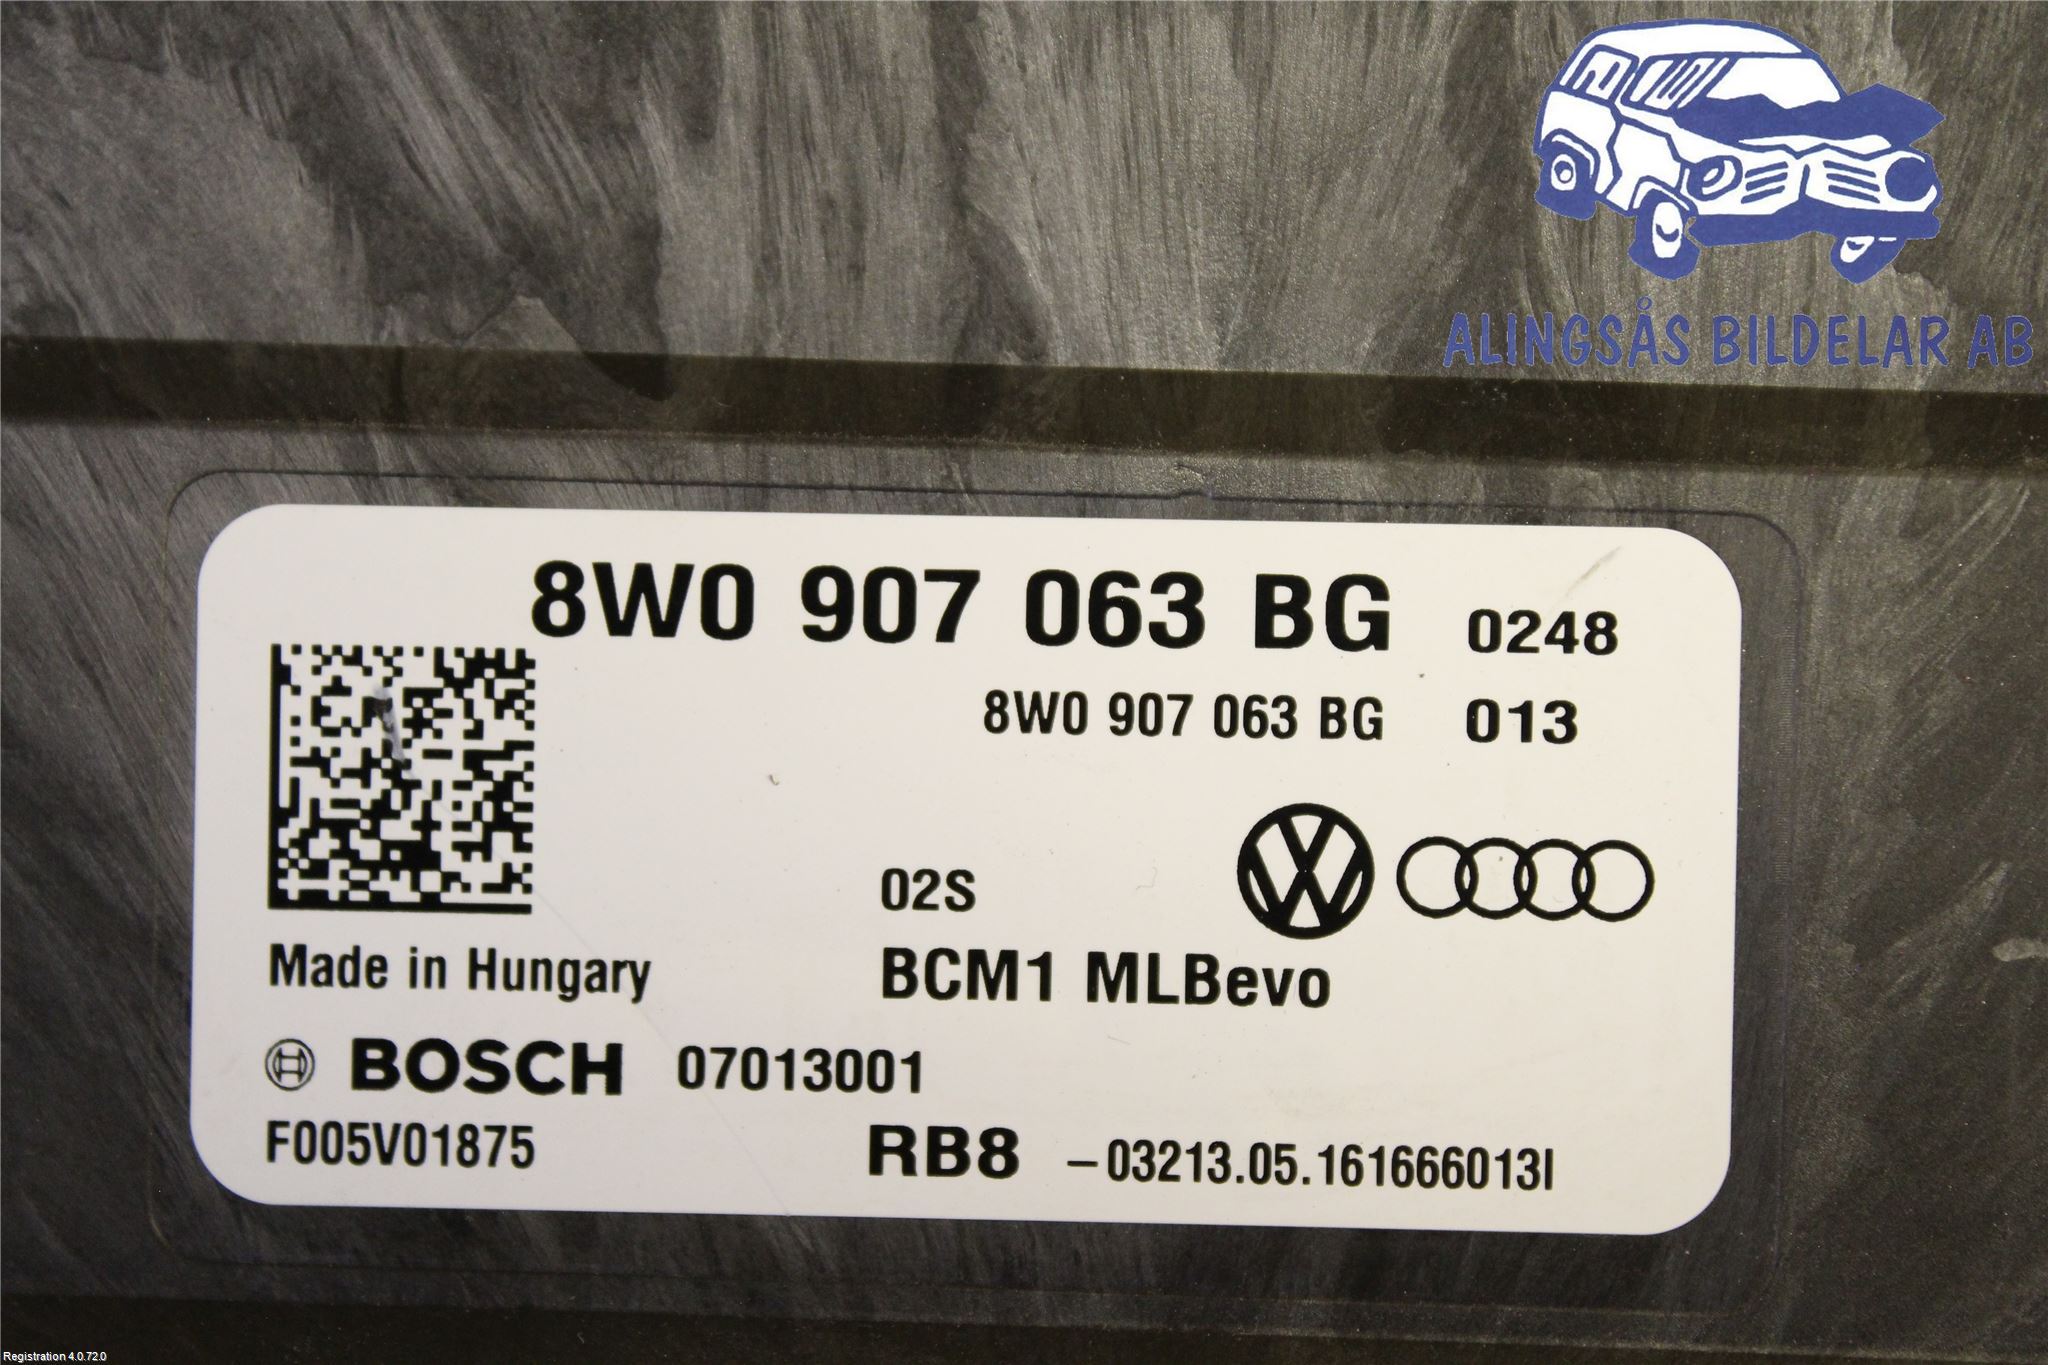 ALINGSÅS BILDELAR AB
8W0 907 063 BG 0248
8W0 907 063 BG 013
02S
Made in Hungary
BCM1 MLBevo
BOSCH 07013001
F005V01875 RB8 –03213.05.161666013I
Registration 4.0.72.0